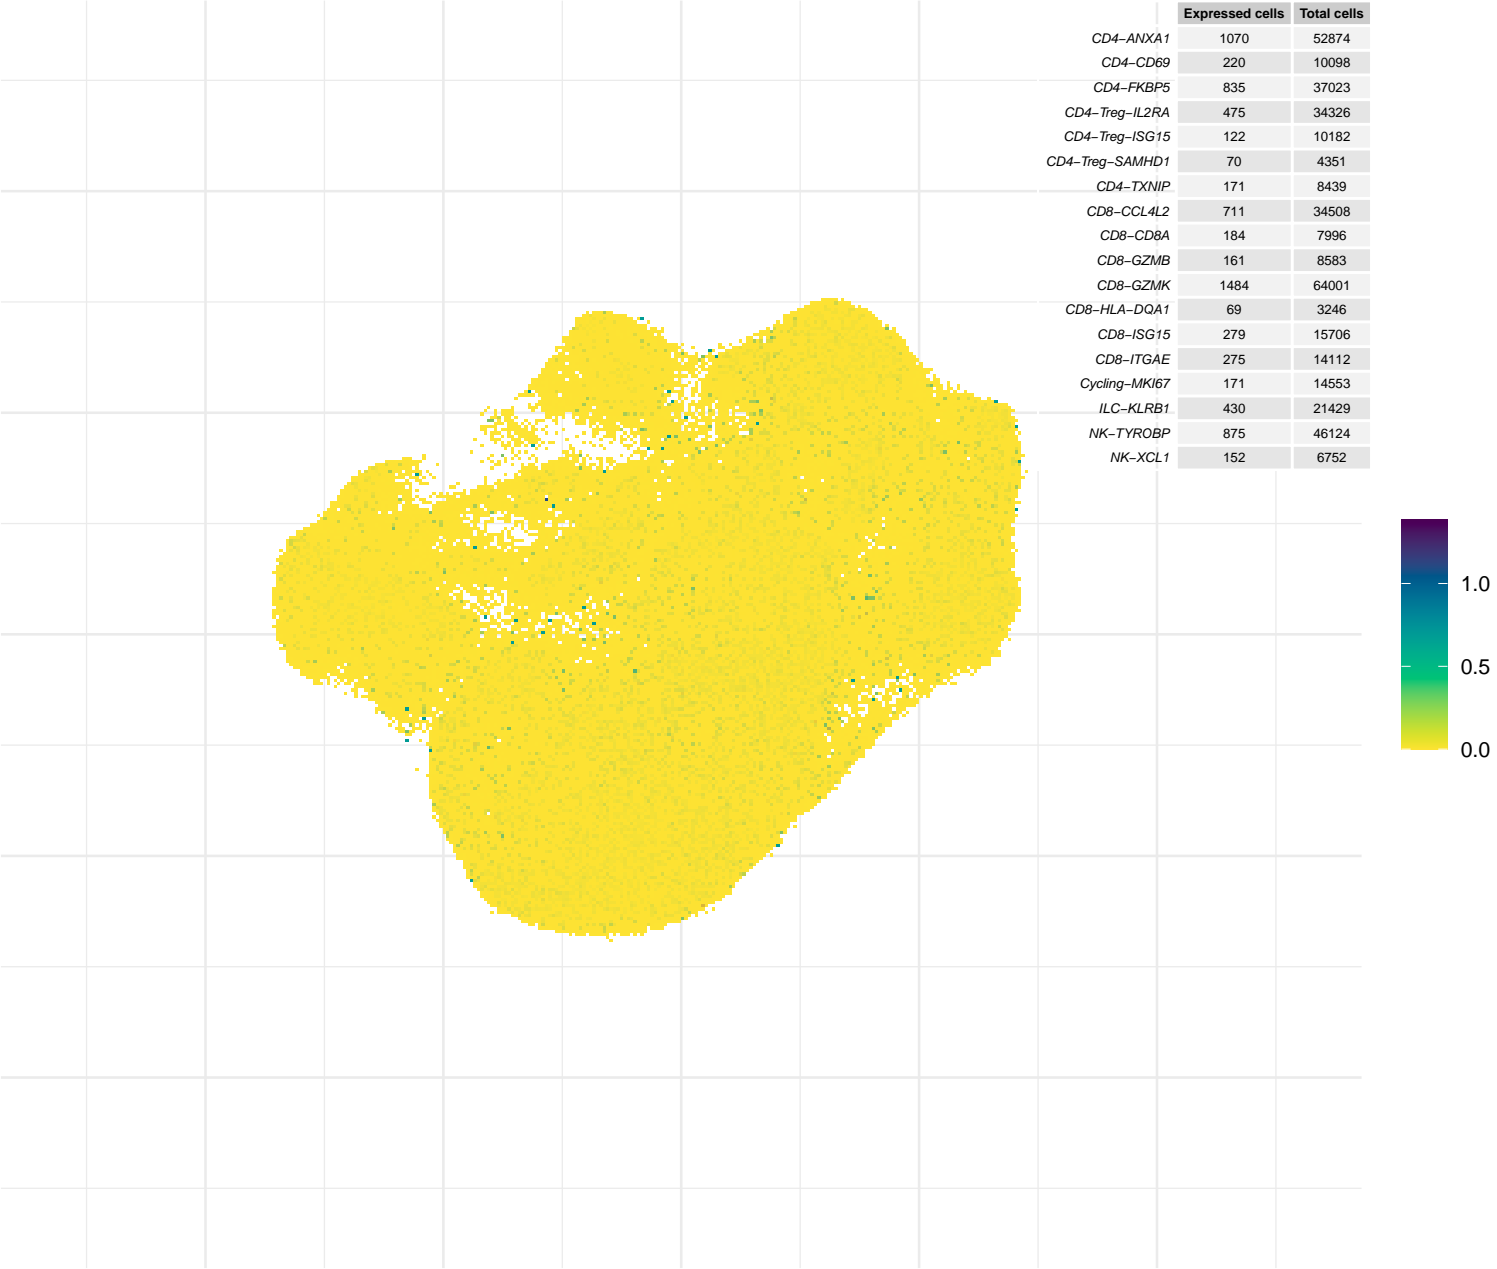 Expressed cells Total cells
CD4−ANXA1 1070 52874
CD4−CD69 220 10098
CD4−FKBP5 835 37023
CD4−Treg−IL2RA 475 34326
CD4−Treg−ISG15 122 10182
CD4−Treg−SAMHD1 70 4351
CD4−TXNIP 171 8439
CD8−CCL4L2 711 34508
CD8−CD8A 184 7996
CD8−GZMB 161 8583
CD8−GZMK 1484 64001
CD8−HLA−DQA1 69 3246
CD8−ISG15 279 15706
CD8−ITGAE 275 14112
Cycling−MKI67 171 14553
ILC−KLRB1 430 21429
NK−TYROBP 875 46124
NK−XCL1 152 6752
1.0
0.5
0.0